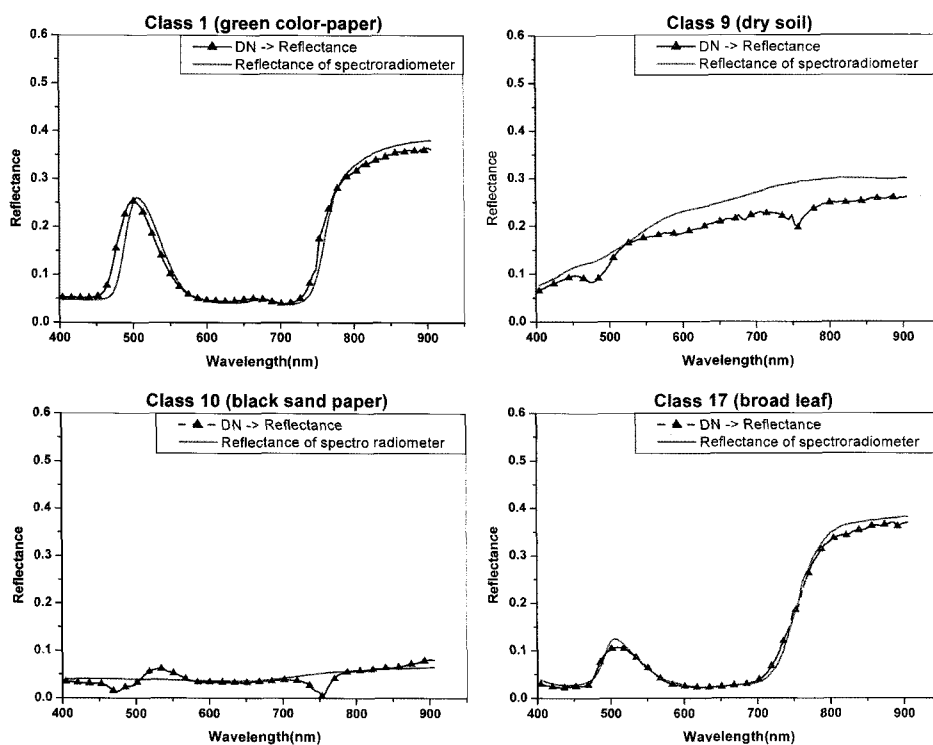 Class 1 (green color-paper)
DN -> Reflectance
Reflectance of spectroradiometer
0.6
0.5
0.4
0.3
0.2
0.1
0.0
Reflectance
400 500 600 700 800 900
Wavelength(nm)
Class 9 (dry soil)
DN -> Reflectance
Reflectance of spectroradiometer
0.6
0.5
0.4
0.3
0.2
0.1
0.0
Reflectance
400 500 600 700 800 900
Wavelength(nm)
Class 10 (black sand paper)
DN -> Reflectance
Reflectance of spectro radiometer
0.6
0.5
0.4
0.3
0.2
0.1
0.0
Reflectance
400 500 600 700 800 900
Wavelength(nm)
Class 17 (broad leaf)
DN -> Reflectance
Reflectance of spectroradiometer
0.6
0.5
0.4
0.3
0.2
0.1
0.0
Reflectance
400 500 600 700 800 900
Wavelength(nm)